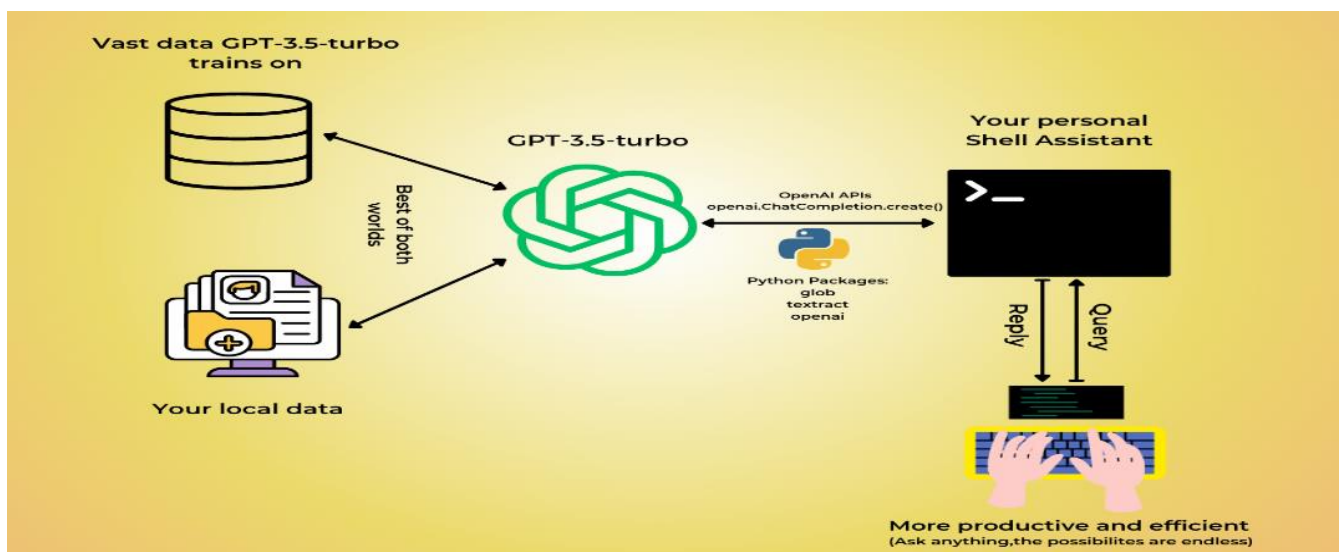 Vast data GPT-3.5-turbo
trains on
Best of both
worlds
Your local data
GPT-3.5-turbo
OpenAI APIs
openai.ChatCompletion.create()
Python Packages:
glob
textract
openai
Your personal
Shell Assistant
>_
Reply
Query
More productive and efficient
(Ask anything,the possibilites are endless)